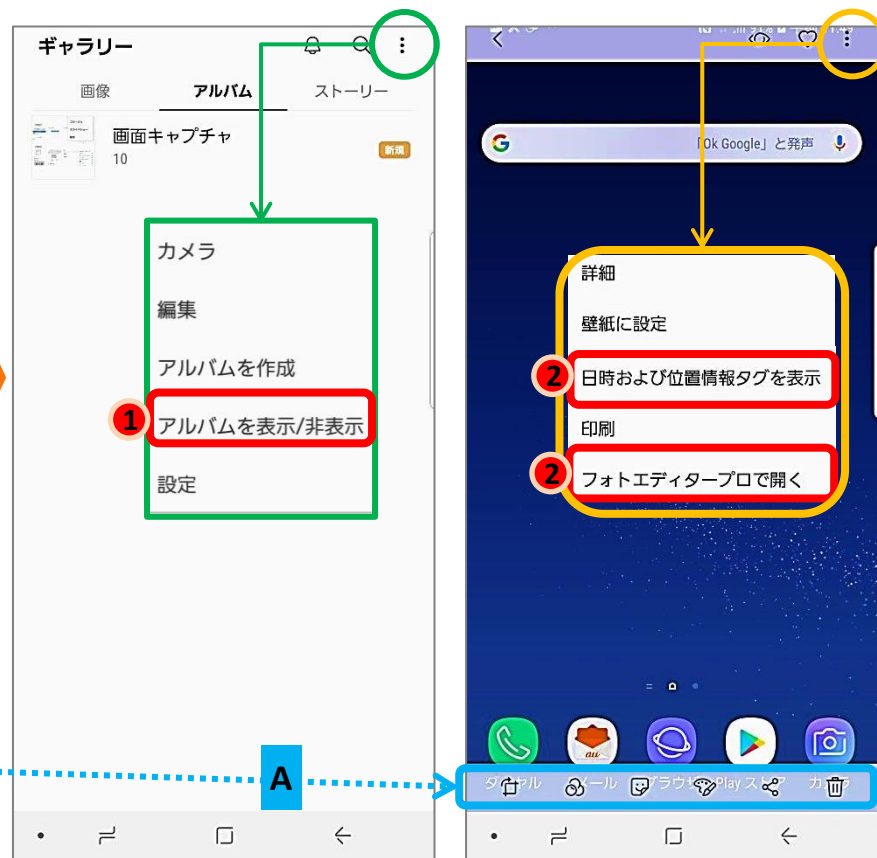 ギャラリー
画像
アルバム
ストーリー
画面キャプチャ
10
新規
カメラ
編集
アルバムを作成
1
アルバムを表示/非表示
設定
A
91%
1:49
G
「Ok Google」と発声
詳細
壁紙に設定
2
日時および位置情報タグを表示
印刷
2
フォトエディタープロで開く
au